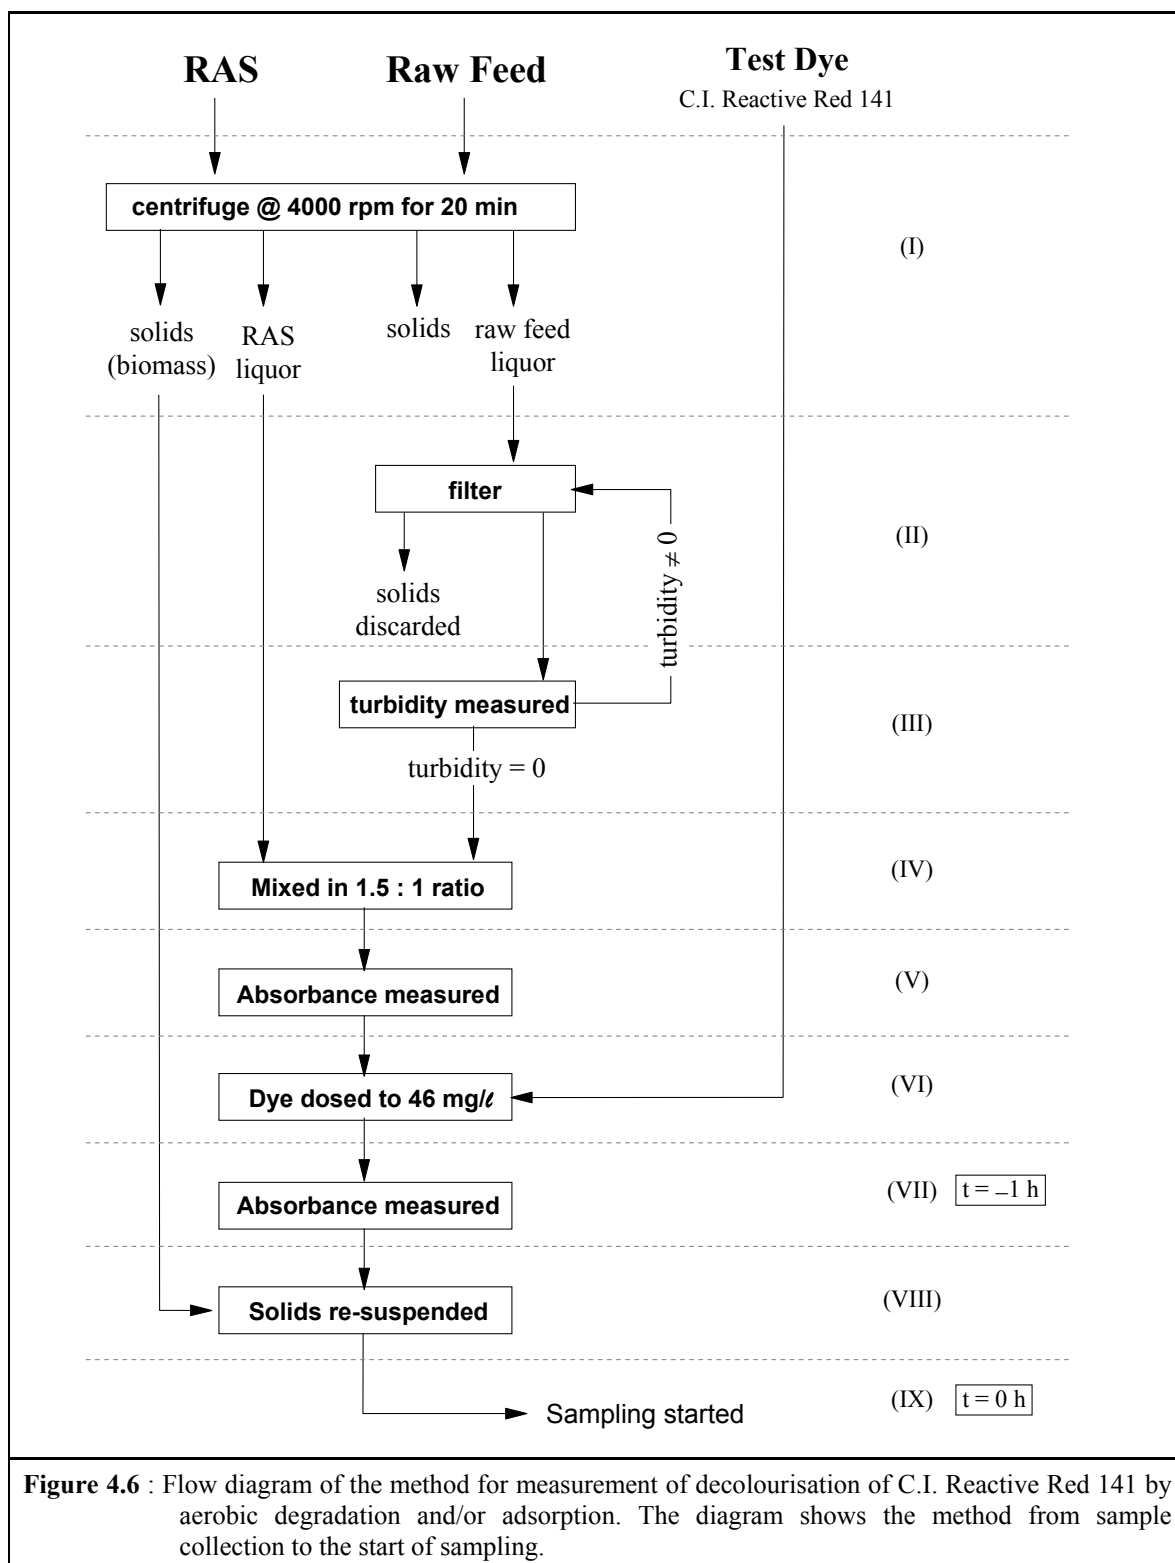 RAS
Raw Feed
Test Dye
C.I. Reactive Red 141
centrifuge @ 4000 rpm for 20 min
(I)
solids
(biomass)
RAS
liquor
solids
raw feed
liquor
filter
turbidity ≠ 0
(II)
solids
discarded
turbidity measured
(III)
turbidity = 0
Mixed in 1.5 : 1 ratio
(IV)
Absorbance measured
(V)
Dye dosed to 46 mg/ℓ
(VI)
Absorbance measured
(VII) t = –1 h
Solids re-suspended
(VIII)
Sampling started
(IX) t = 0 h
Figure 4.6 : Flow diagram of the method for measurement of decolourisation of C.I. Reactive Red 141 by
aerobic degradation and/or adsorption. The diagram shows the method from sample
collection to the start of sampling.